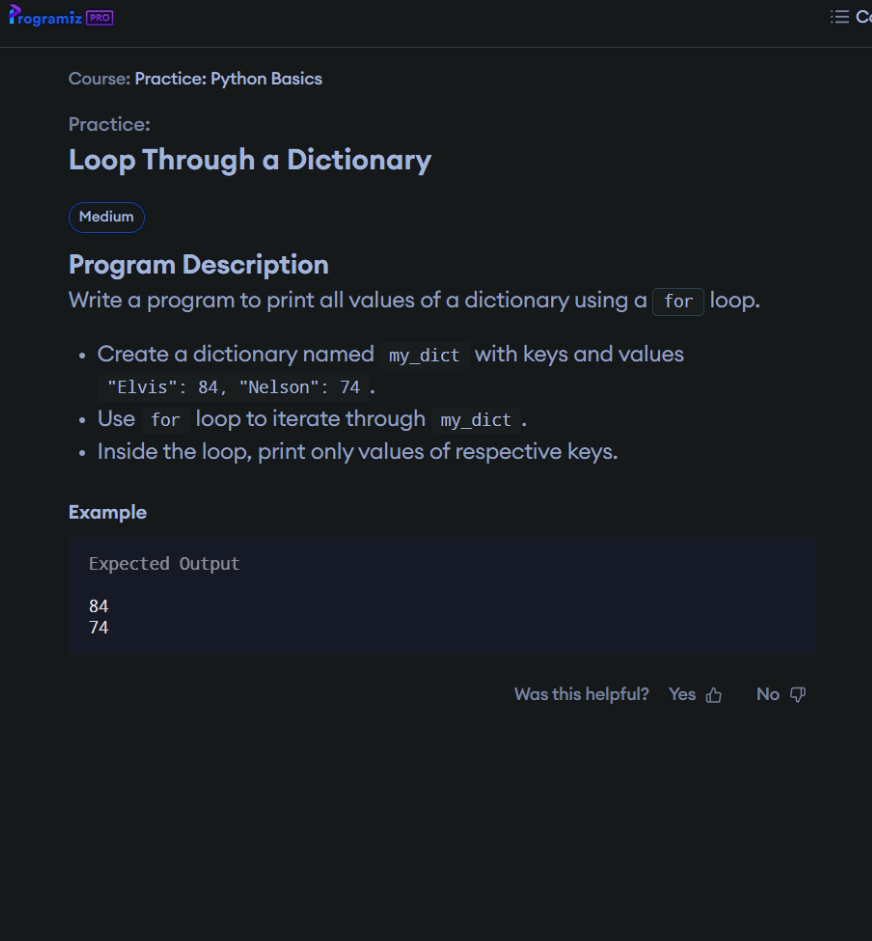 Programiz PRO
Course: Practice: Python Basics
Practice:
Loop Through a Dictionary
Medium
Program Description
Write a program to print all values of a dictionary using a for loop.
• Create a dictionary named my_dict with keys and values
"Elvis": 84, "Nelson": 74 .
• Use for loop to iterate through my_dict .
• Inside the loop, print only values of respective keys.
Example
Expected Output
84
74
Was this helpful? Yes No